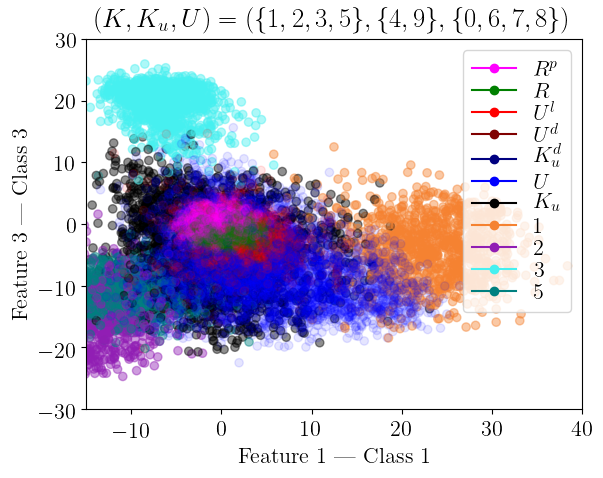 (K, K_u, U) = ({1, 2, 3, 5}, {4, 9}, {0, 6, 7, 8})
30
20
10
0
−10
−20
−30
−10 0 10 20 30 40
Feature 3 — Class 3
Feature 1 — Class 1
R^p
R
U^l
U^d
K_u^d
U
K_u
1
2
3
5